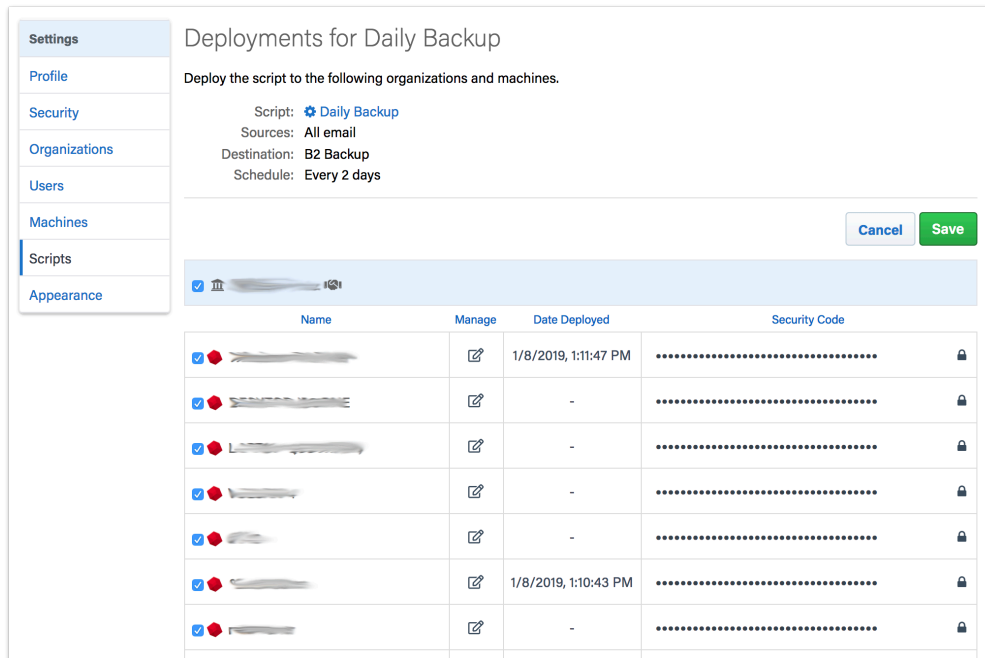 Settings
Profile
Security
Organizations
Users
Machines
Scripts
Appearance
Deployments for Daily Backup
Deploy the script to the following organizations and machines.
Script: Daily Backup
Sources: All email
Destination: B2 Backup
Schedule: Every 2 days
Cancel Save
Name Manage Date Deployed Security Code
1/8/2019, 1:11:47 PM ••••••••••••••••••••••••••••••••••••
- ••••••••••••••••••••••••••••••••••••
- ••••••••••••••••••••••••••••••••••••
- ••••••••••••••••••••••••••••••••••••
- ••••••••••••••••••••••••••••••••••••
1/8/2019, 1:10:43 PM ••••••••••••••••••••••••••••••••••••
- ••••••••••••••••••••••••••••••••••••